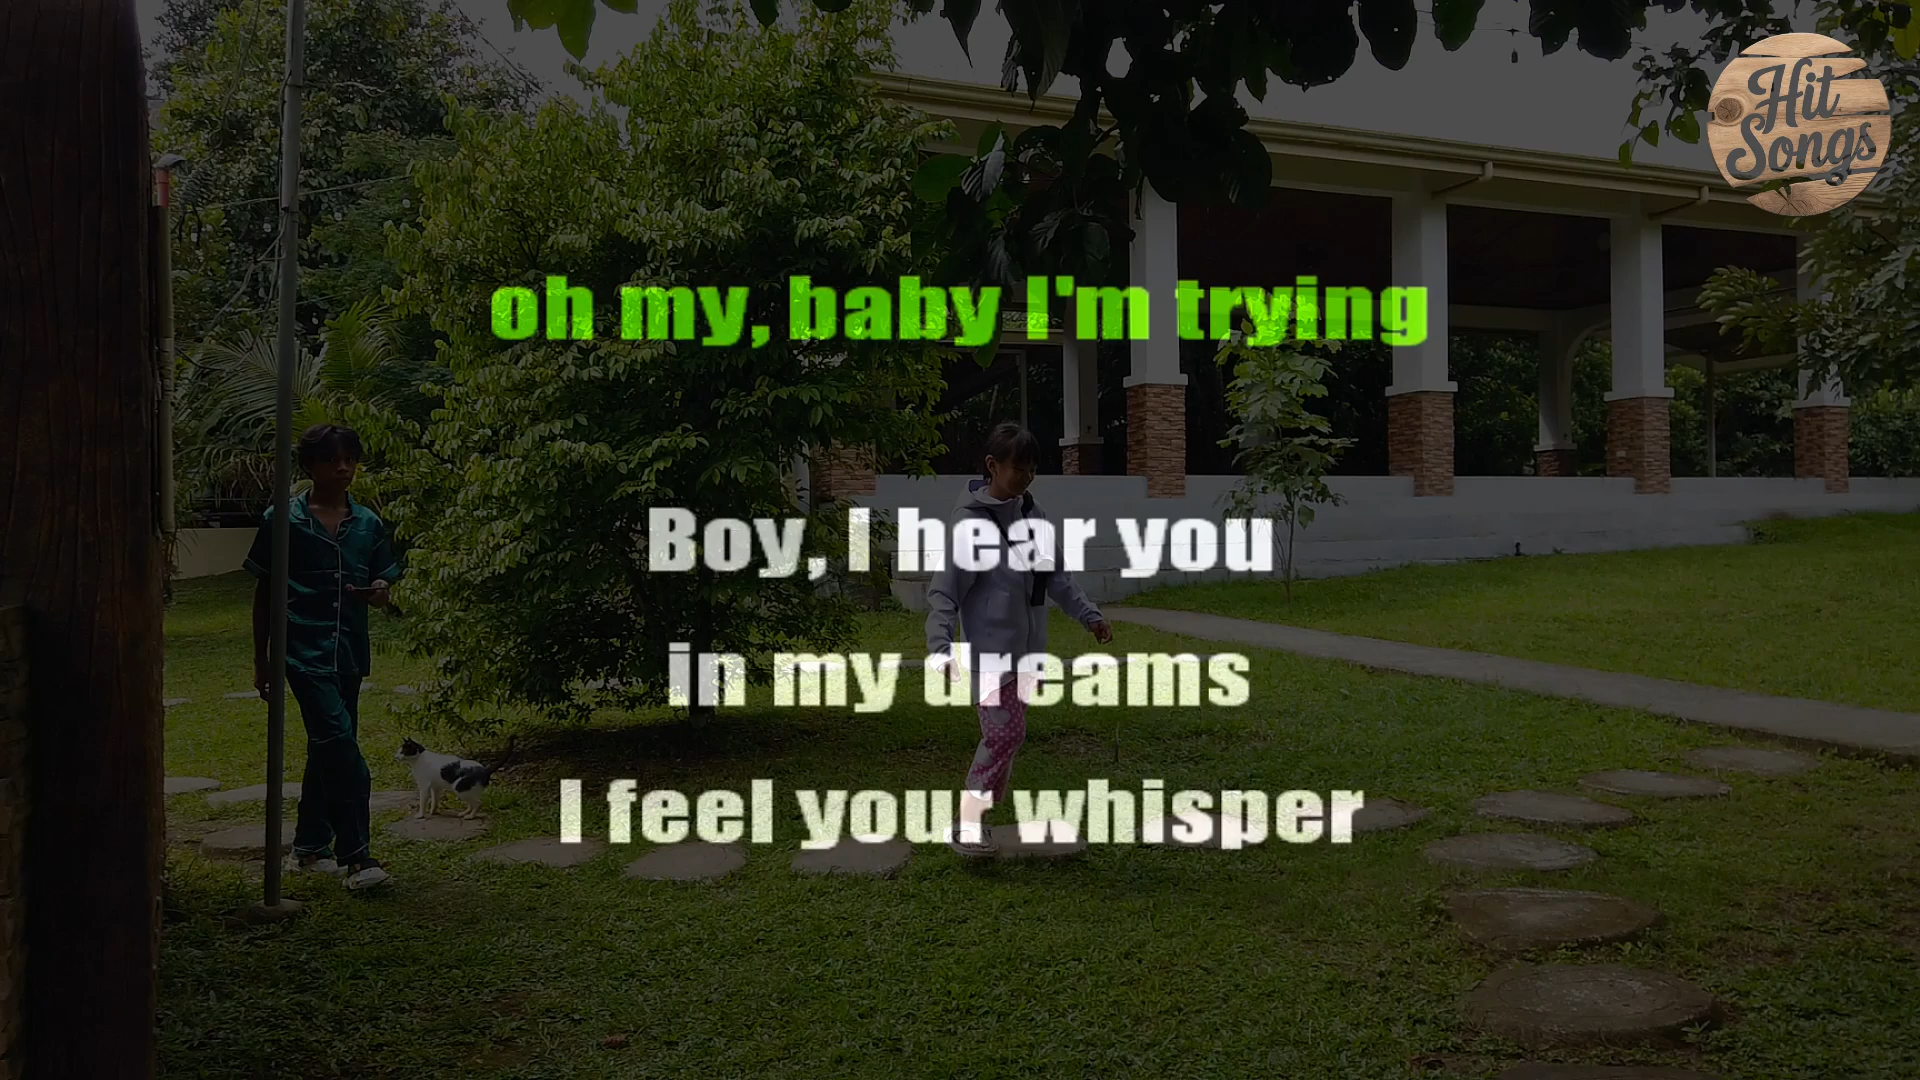 Hit
Songs
oh my, baby I'm trying
Boy, I hear you
in my dreams
I feel your whisper